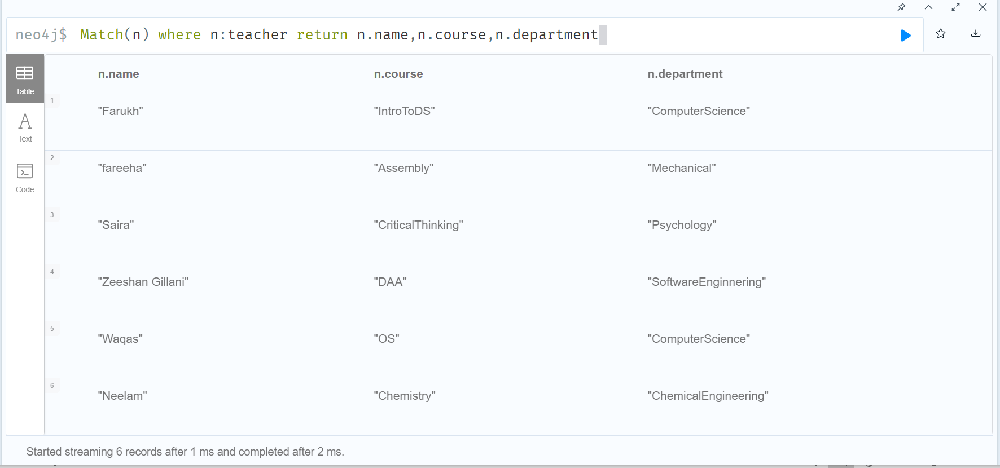 neo4j$ Match(n) where n:teacher return n.name,n.course,n.department
Table
Text
Code
n.name n.course n.department
1 "Farukh" "IntroToDS" "ComputerScience"
2 "fareeha" "Assembly" "Mechanical"
3 "Saira" "CriticalThinking" "Psychology"
4 "Zeeshan Gillani" "DAA" "SoftwareEnginnering"
5 "Waqas" "OS" "ComputerScience"
6 "Neelam" "Chemistry" "ChemicalEngineering"
Started streaming 6 records after 1 ms and completed after 2 ms.